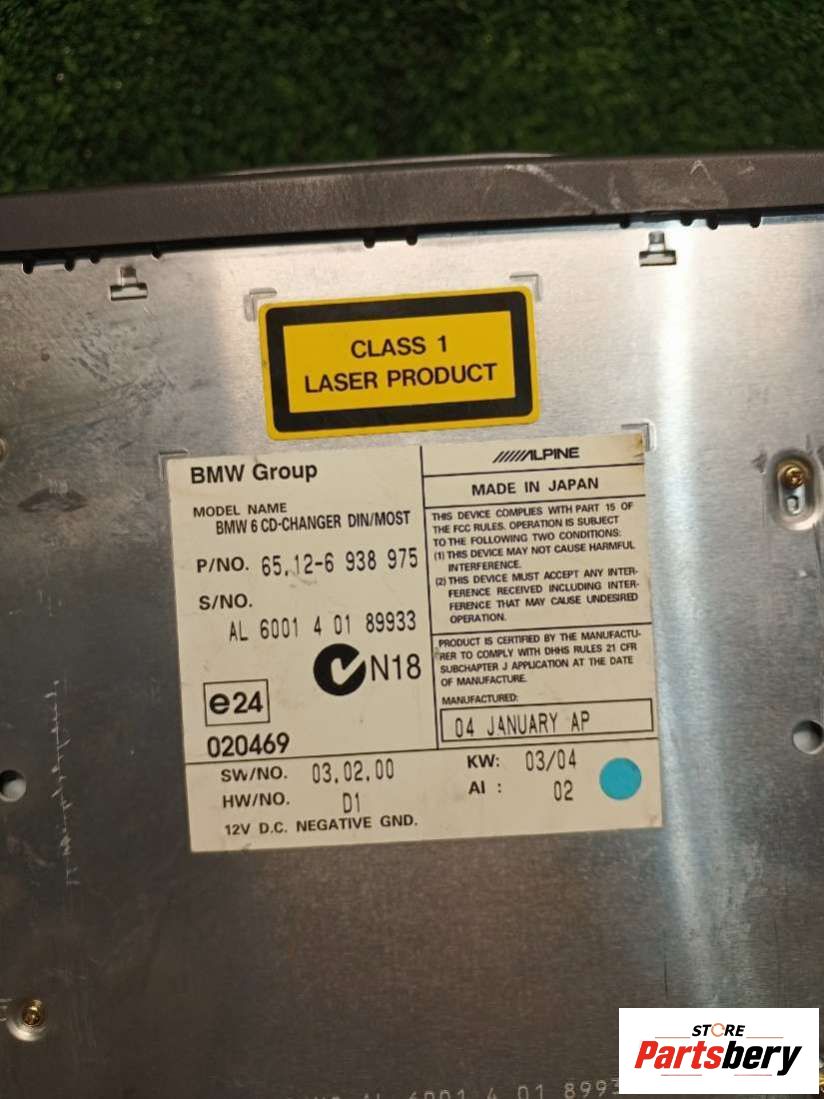 CLASS 1
LASER PRODUCT
BMW Group
MODEL NAME
BMW 6 CD-CHANGER DIN/MOST
P/NO. 65.12-6 938 975
S/NO.
AL 6001 4 01 89933
N18
e24
020469
ALPINE
MADE IN JAPAN
THIS DEVICE COMPLIES WITH PART 15 OF
THE FCC RULES. OPERATION IS SUBJECT
TO THE FOLLOWING TWO CONDITIONS:
(1) THIS DEVICE MAY NOT CAUSE HARMFUL
INTERFERENCE.
(2) THIS DEVICE MUST ACCEPT ANY INTER-
FERENCE RECEIVED INCLUDING INTER-
FERENCE THAT MAY CAUSE UNDESIRED
OPERATION.
PRODUCT IS CERTIFIED BY THE MANUFACTU-
RER TO COMPLY WITH DHHS RULES 21 CFR
SUBCHAPTER J APPLICATION AT THE DATE
OF MANUFACTURE.
MANUFACTURED:
04 JANUARY AP
SW/NO. 03.02.00
HW/NO. D1
12V D.C. NEGATIVE GND.
KW: 03/04
AI : 02
AL 6001 4 01 8993
STORE
Partsbery